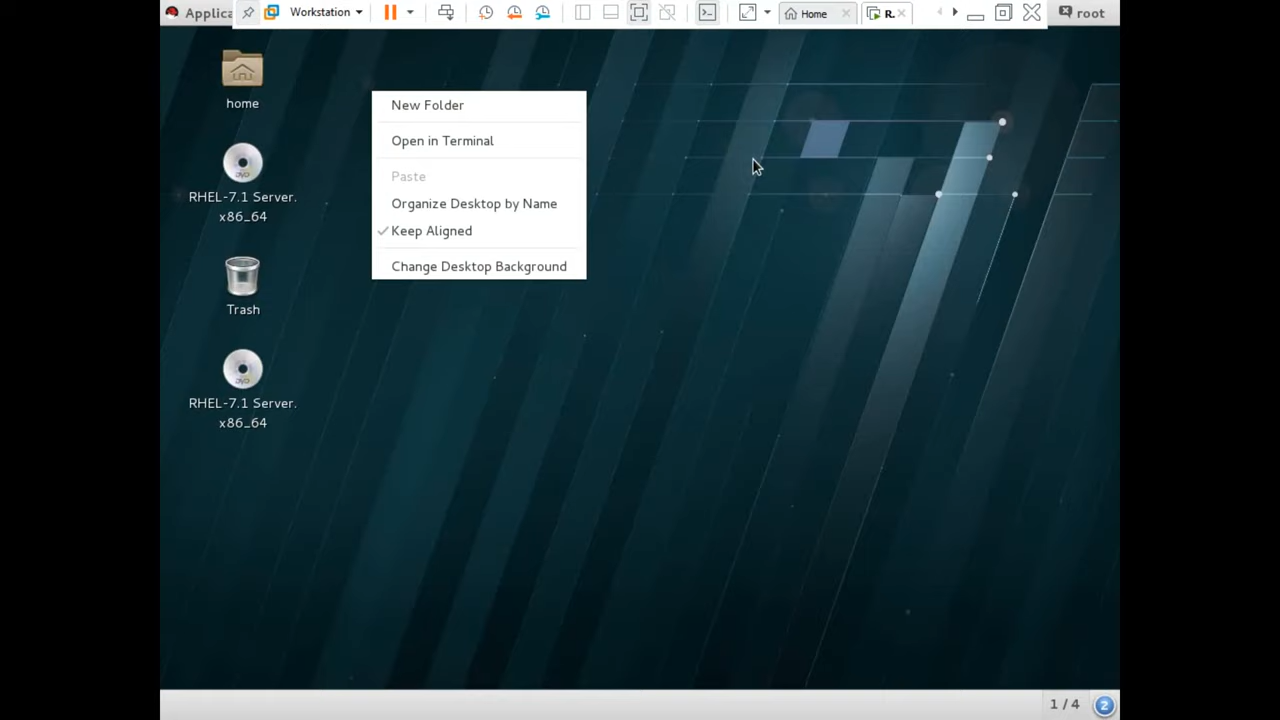 Applica
Workstation
Home
R.
root
home
RHEL-7.1 Server.
x86_64
Trash
RHEL-7.1 Server.
x86_64
New Folder
Open in Terminal
Paste
Organize Desktop by Name
Keep Aligned
Change Desktop Background
1 / 4
2